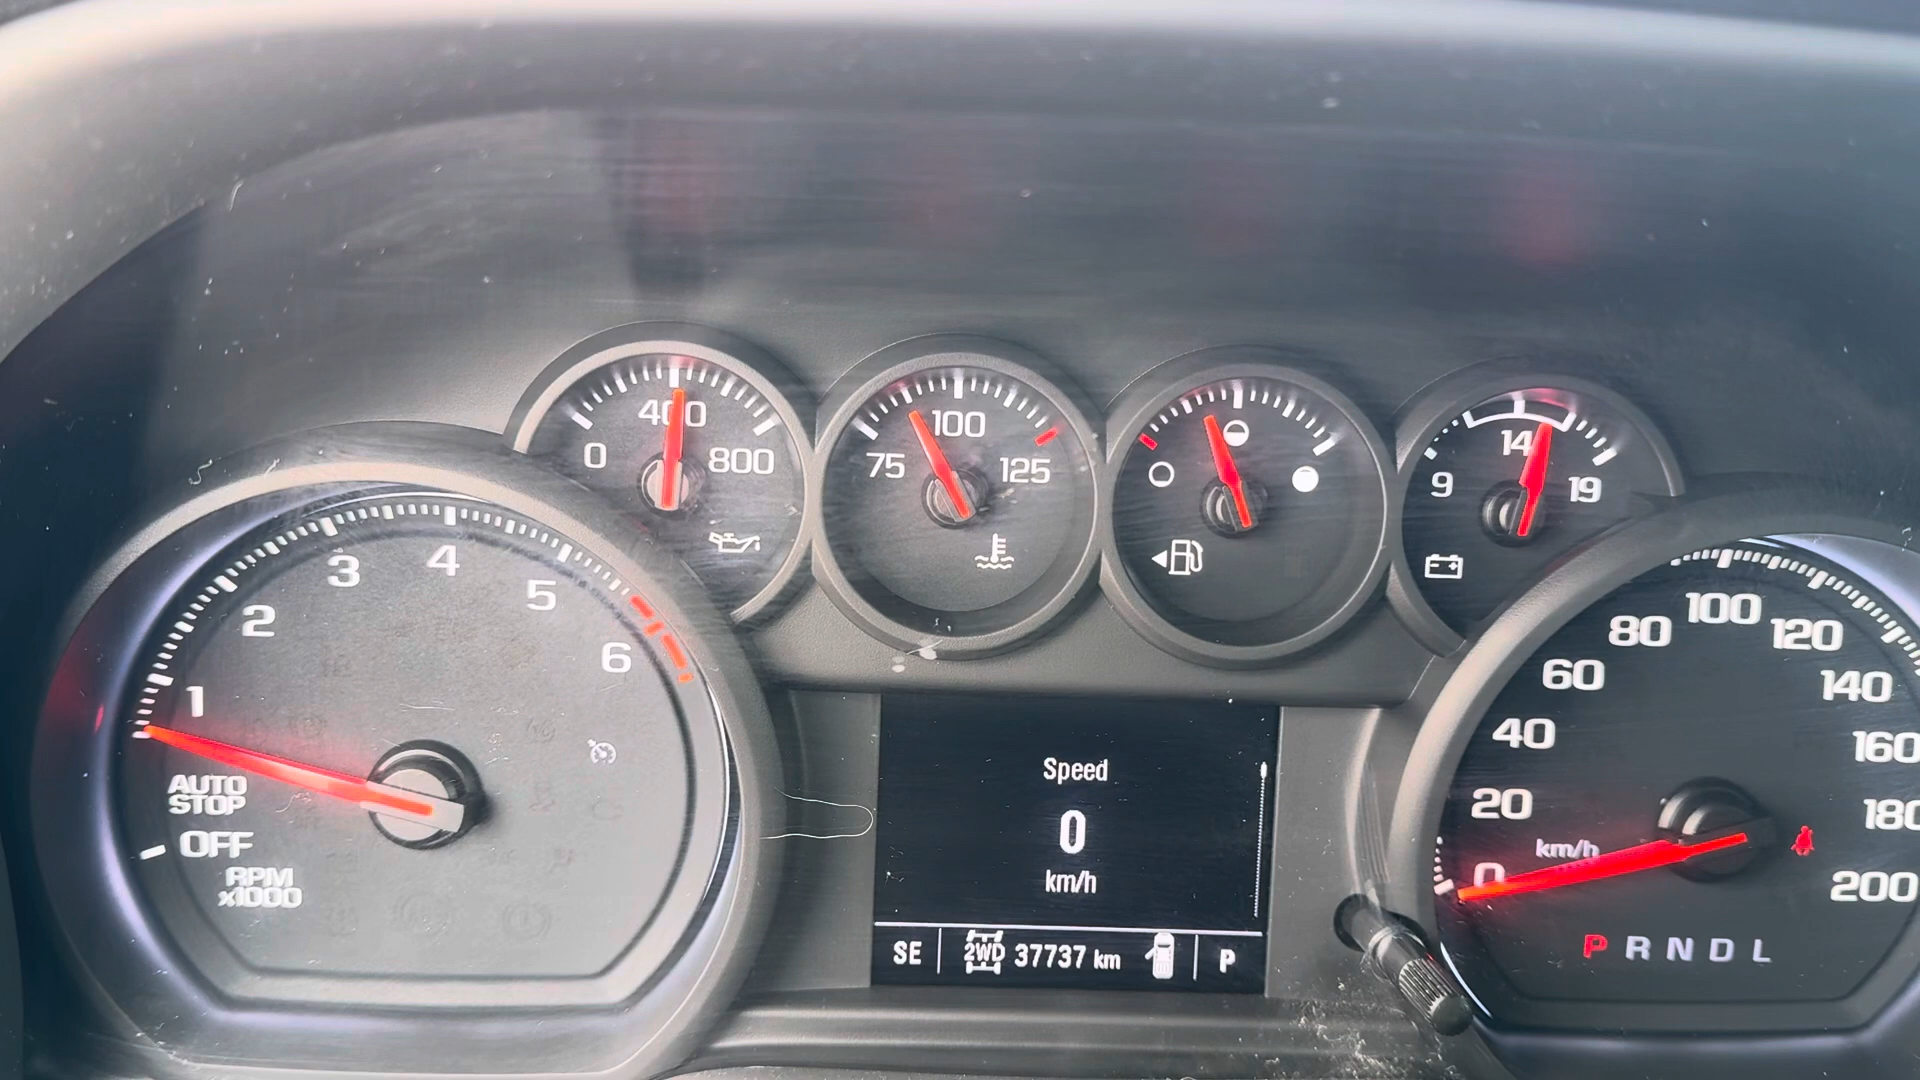 0 400 800
75 100 125
9 14 19
1 2 3 4 5 6
AUTO
STOP
OFF
RPM
x1000
Speed
0
km/h
SE 2WD 37737 km P
0 20 40 60 80 100 120 140 160 180 200
km/h
P R N D L